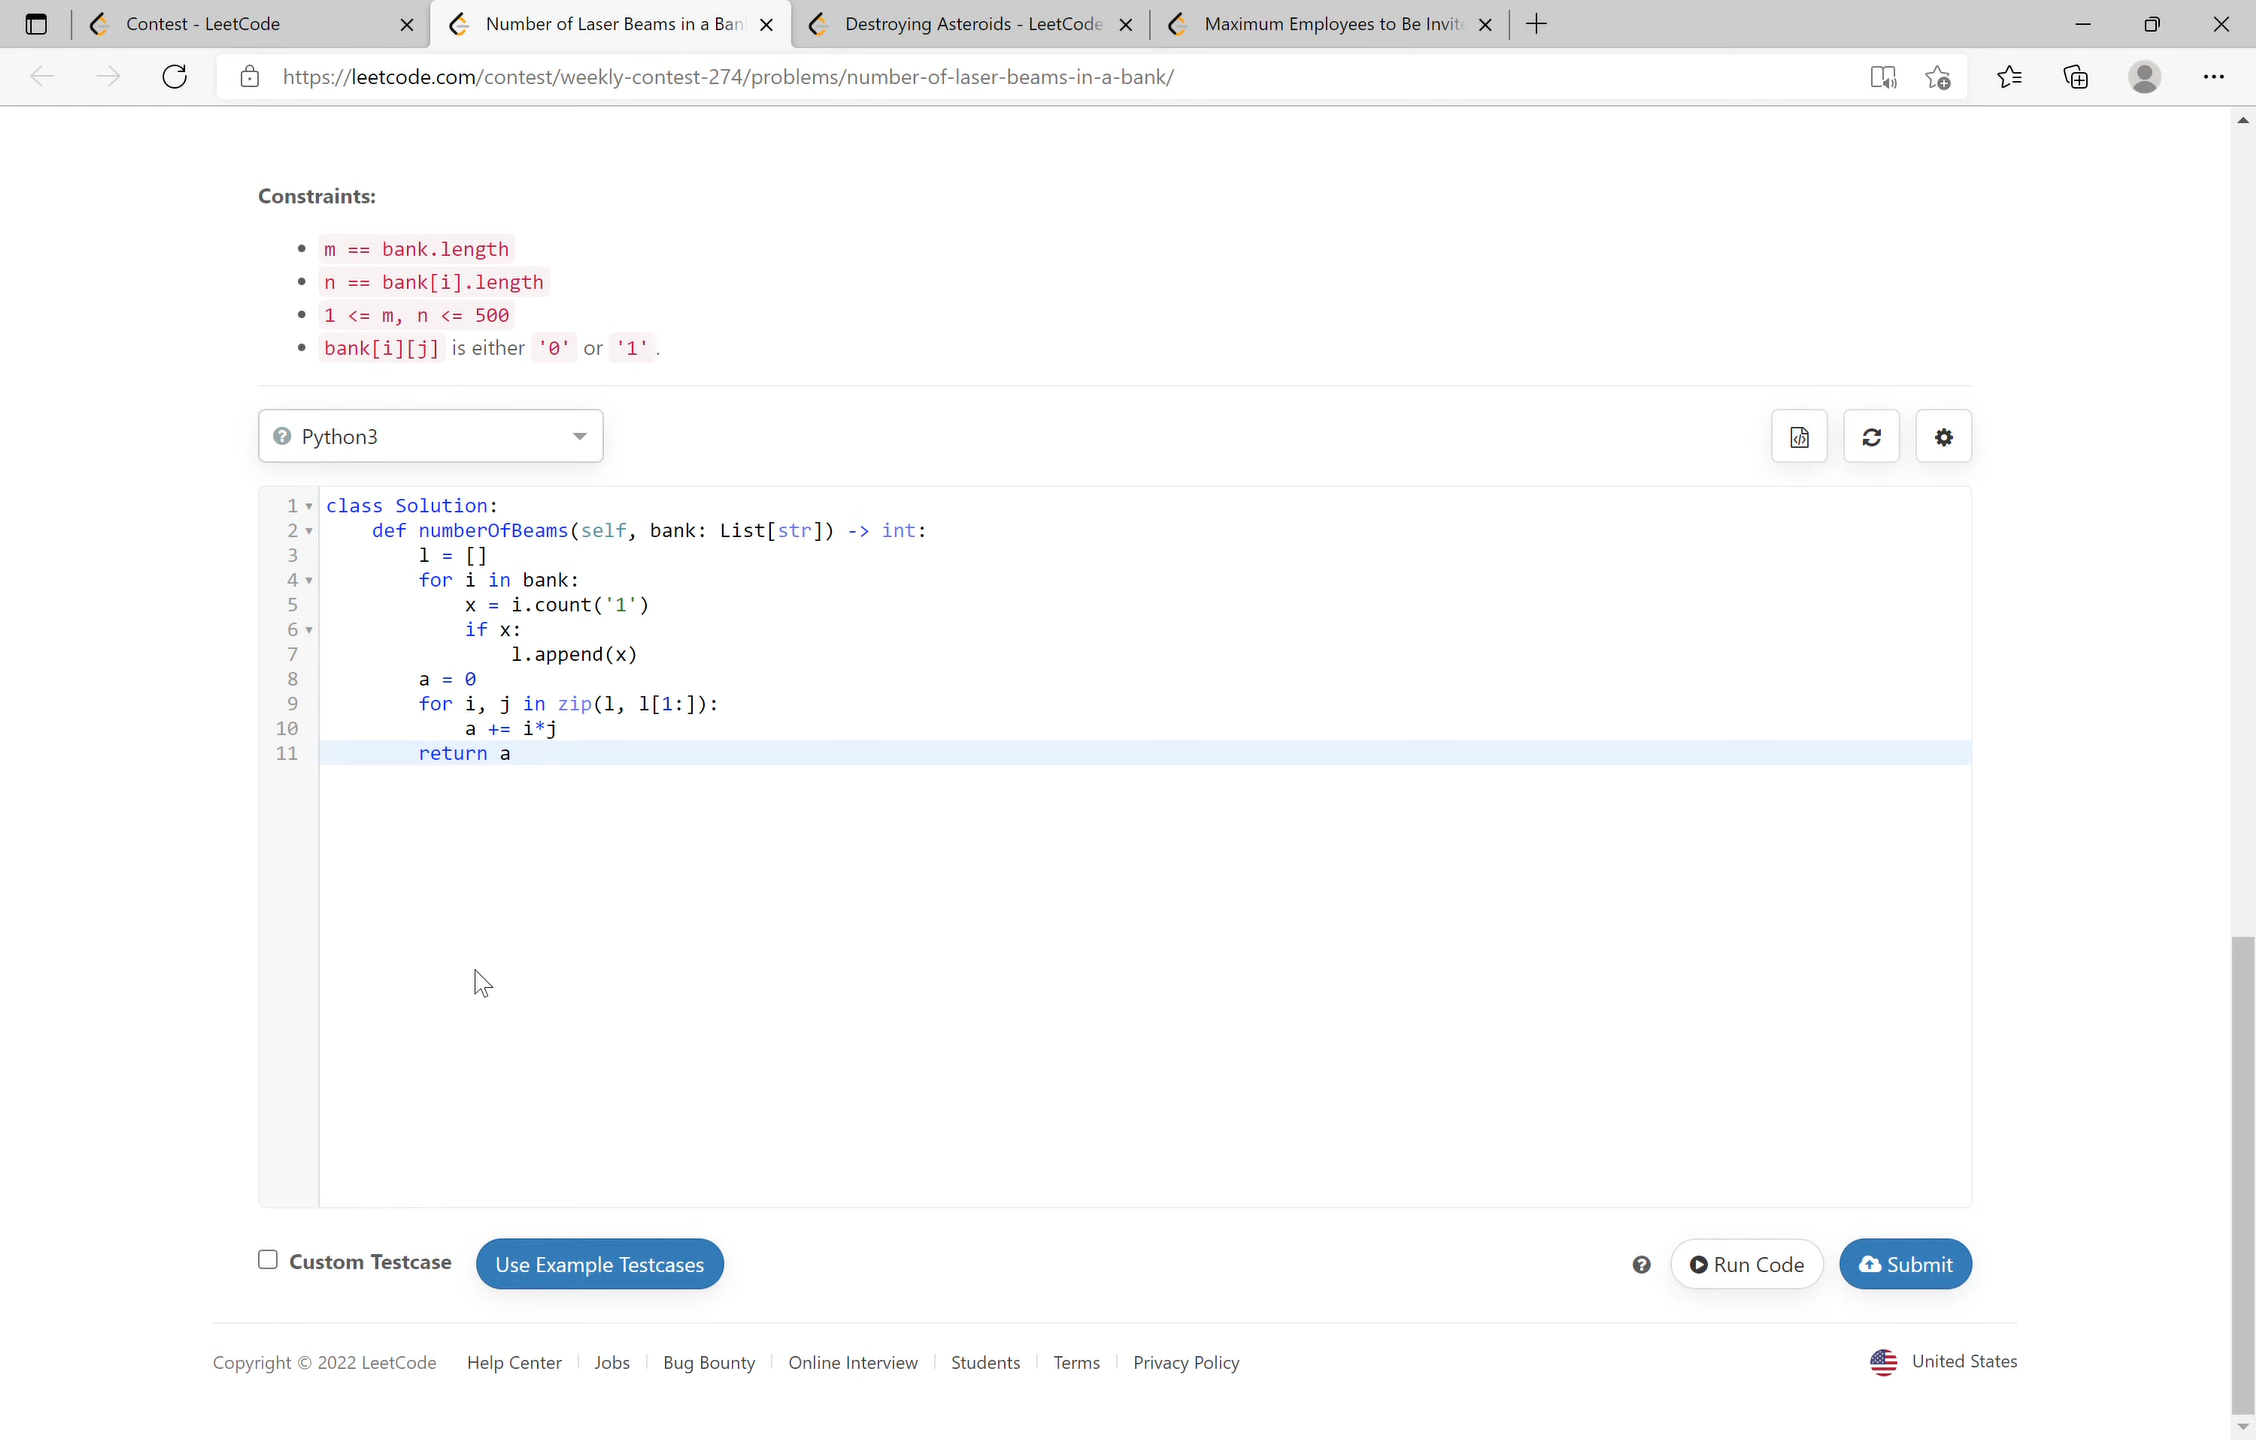 Contest - LeetCode
Number of Laser Beams in a Ban
Destroying Asteroids - LeetCode
Maximum Employees to Be Invite
https://leetcode.com/contest/weekly-contest-274/problems/number-of-laser-beams-in-a-bank/
Constraints:
m == bank.length
n == bank[i].length
1 <= m, n <= 500
bank[i][j] is either '0' or '1'.
Python3
1 class Solution:
2 def numberOfBeams(self, bank: List[str]) -> int:
3 l = []
4 for i in bank:
5 x = i.count('1')
6 if x:
7 l.append(x)
8 a = 0
9 for i, j in zip(l, l[1:]):
10 a += i*j
11 return a
Custom Testcase Use Example Testcases ? Run Code Submit
Copyright © 2022 LeetCode Help Center | Jobs | Bug Bounty | Online Interview | Students | Terms | Privacy Policy United States